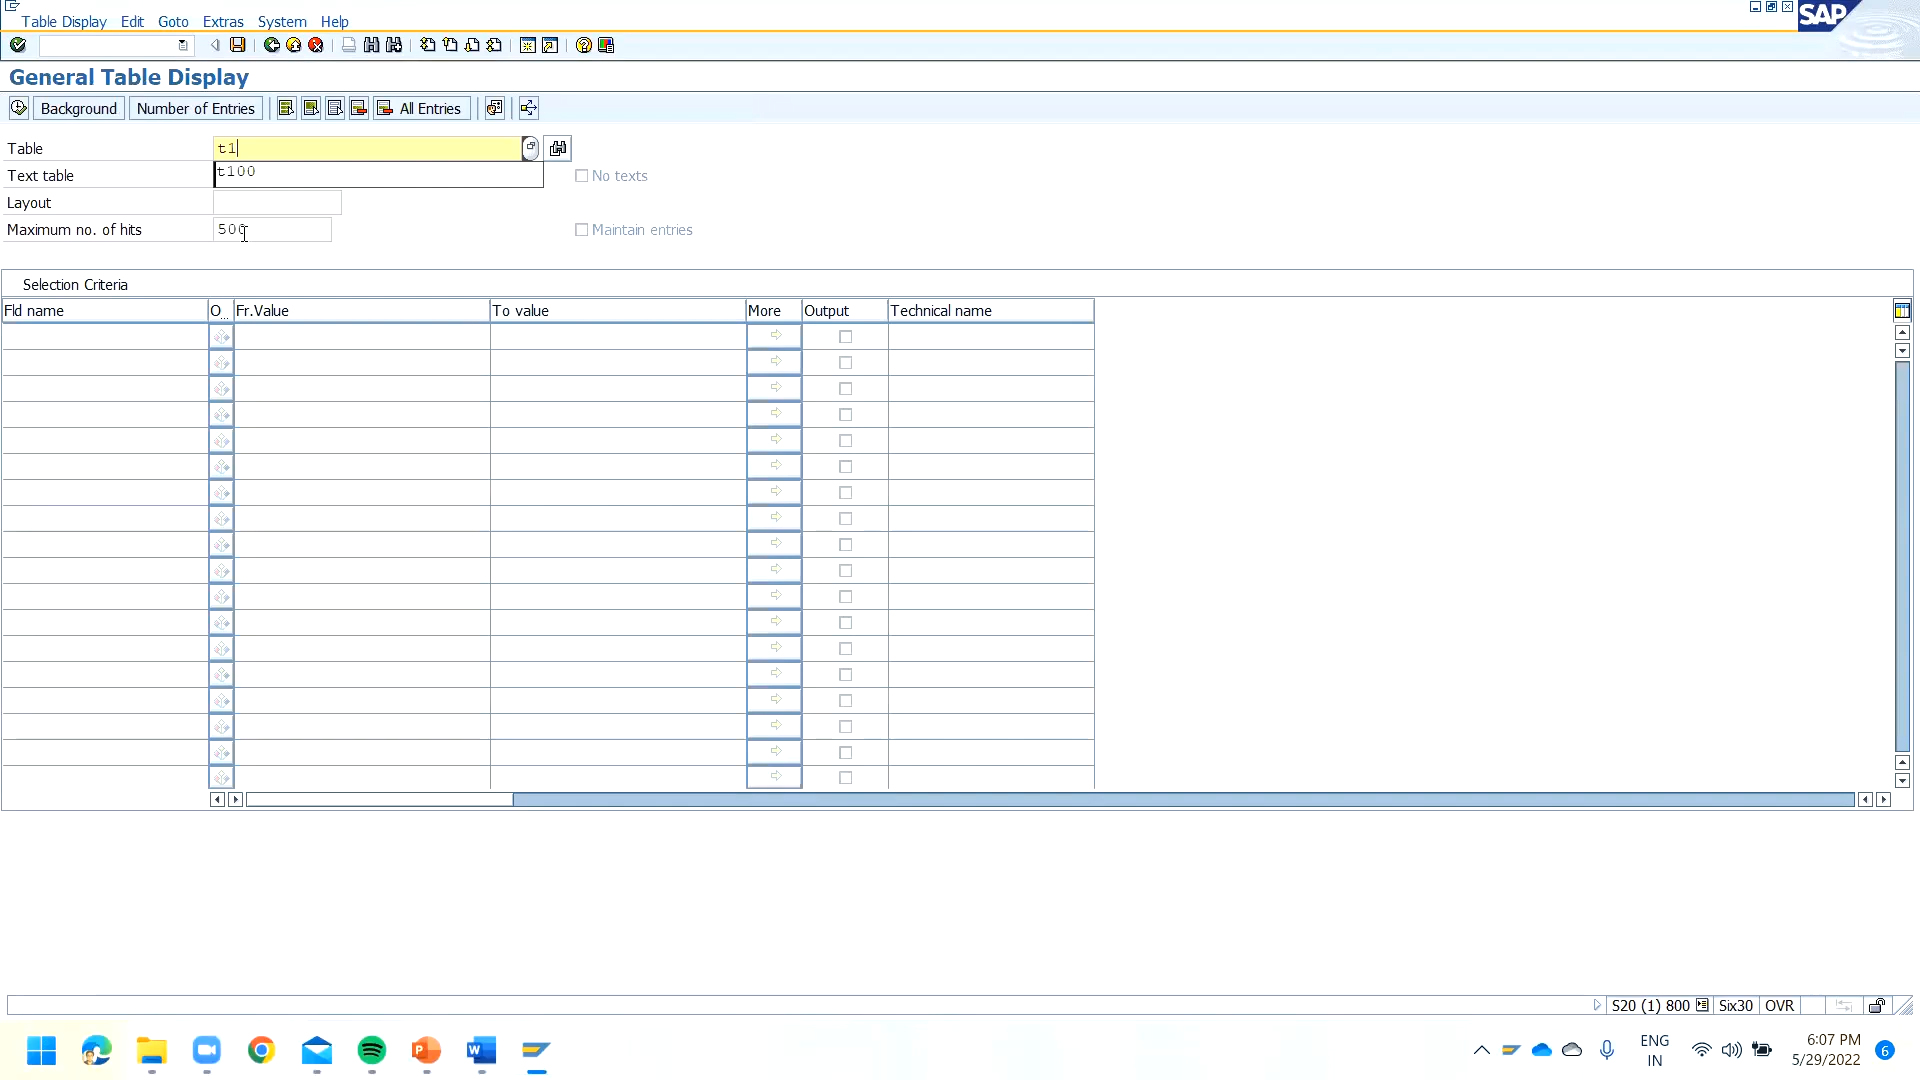 Table Display Edit Goto Extras System Help
SAP
General Table Display
Background Number of Entries All Entries
Table t1
t100
Text table No texts
Layout
Maximum no. of hits 500 Maintain entries
Selection Criteria
Fld name O... Fr.Value To value More Output Technical name
S20 (1) 800 Six30 OVR
ENG
IN
6:07 PM
5/29/2022
6